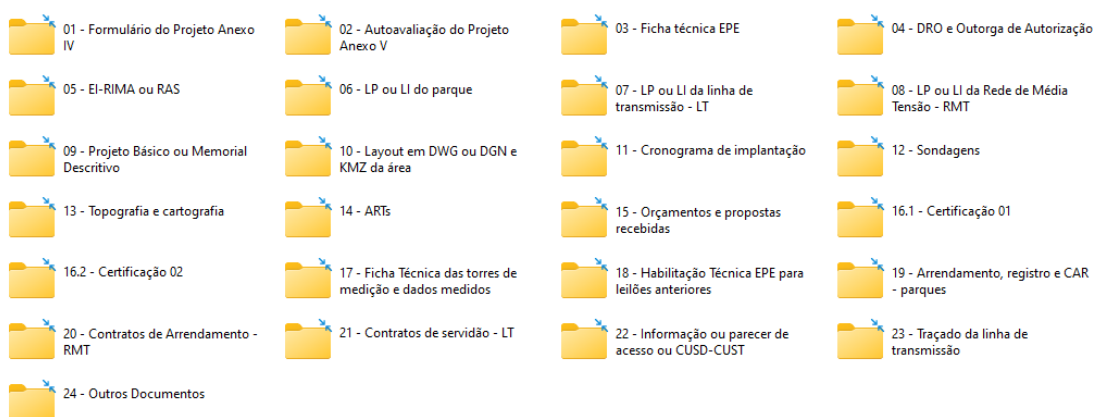 01 - Formulário do Projeto Anexo
IV
02 - Autoavaliação do Projeto
Anexo V
03 - Ficha técnica EPE
04 - DRO e Outorga de Autorização
05 - EI-RIMA ou RAS
06 - LP ou LI do parque
07 - LP ou LI da linha de
transmissão - LT
08 - LP ou LI da Rede de Média
Tensão - RMT
09 - Projeto Básico ou Memorial
Descritivo
10 - Layout em DWG ou DGN e
KMZ da área
11 - Cronograma de implantação
12 - Sondagens
13 - Topografia e cartografia
14 - ARTs
15 - Orçamentos e propostas
recebidas
16.1 - Certificação 01
16.2 - Certificação 02
17 - Ficha Técnica das torres de
medição e dados medidos
18 - Habilitação Técnica EPE para
leilões anteriores
19 - Arrendamento, registro e CAR
- parques
20 - Contratos de Arrendamento -
RMT
21 - Contratos de servidão - LT
22 - Informação ou parecer de
acesso ou CUSD-CUST
23 - Traçado da linha de
transmissão
24 - Outros Documentos